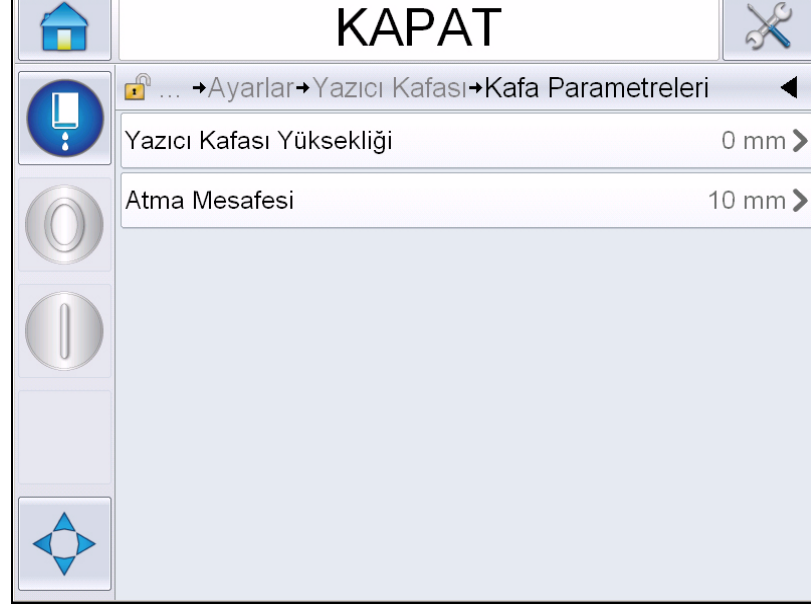 KAPAT
... →Ayarlar→Yazıcı Kafası→Kafa Parametreleri
Yazıcı Kafası Yüksekliği 0 mm
Atma Mesafesi 10 mm